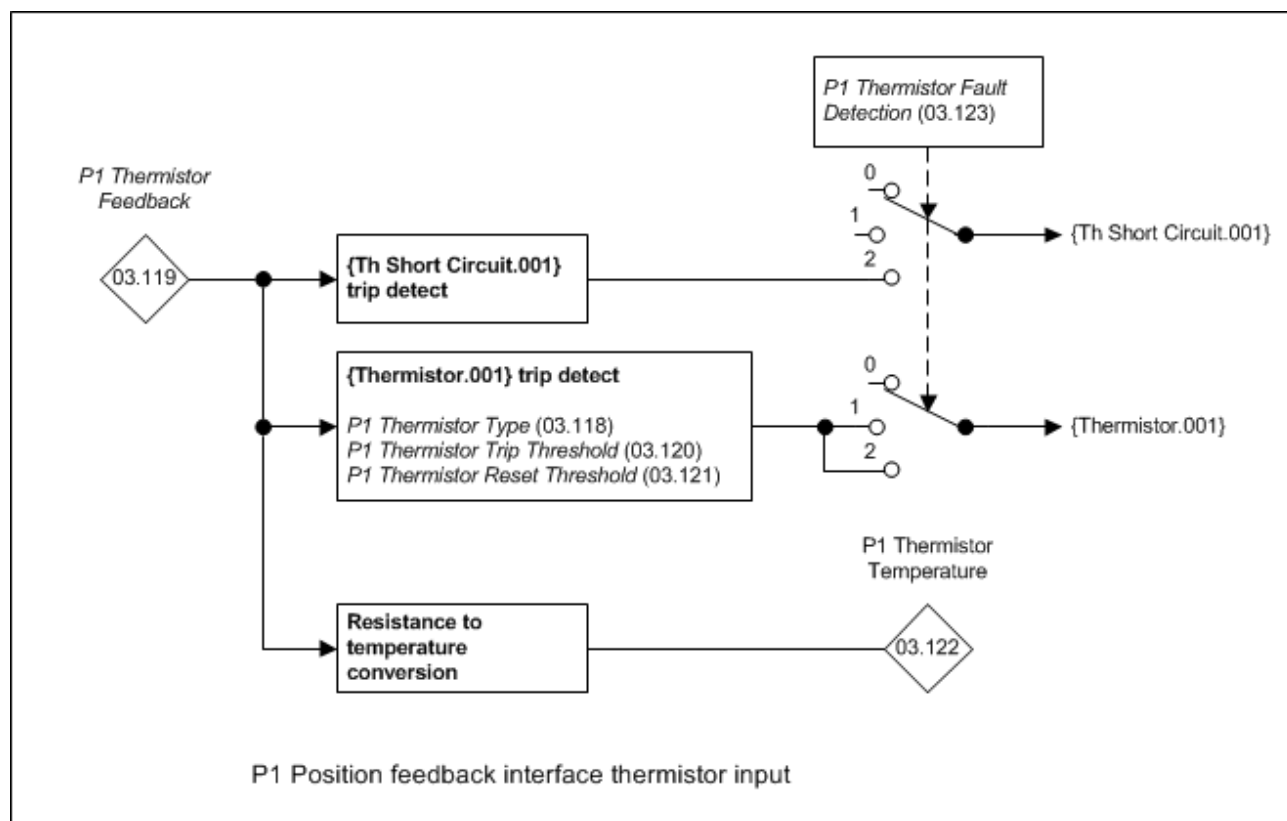 P1 Thermistor Fault
Detection (03.123)
P1 Thermistor
Feedback
03.119
{Th Short Circuit.001}
trip detect
0
1
2
{Th Short Circuit.001}
{Thermistor.001} trip detect
P1 Thermistor Type (03.118)
P1 Thermistor Trip Threshold (03.120)
P1 Thermistor Reset Threshold (03.121)
0
1
2
{Thermistor.001}
P1 Thermistor
Temperature
Resistance to
temperature
conversion
03.122
P1 Position feedback interface thermistor input